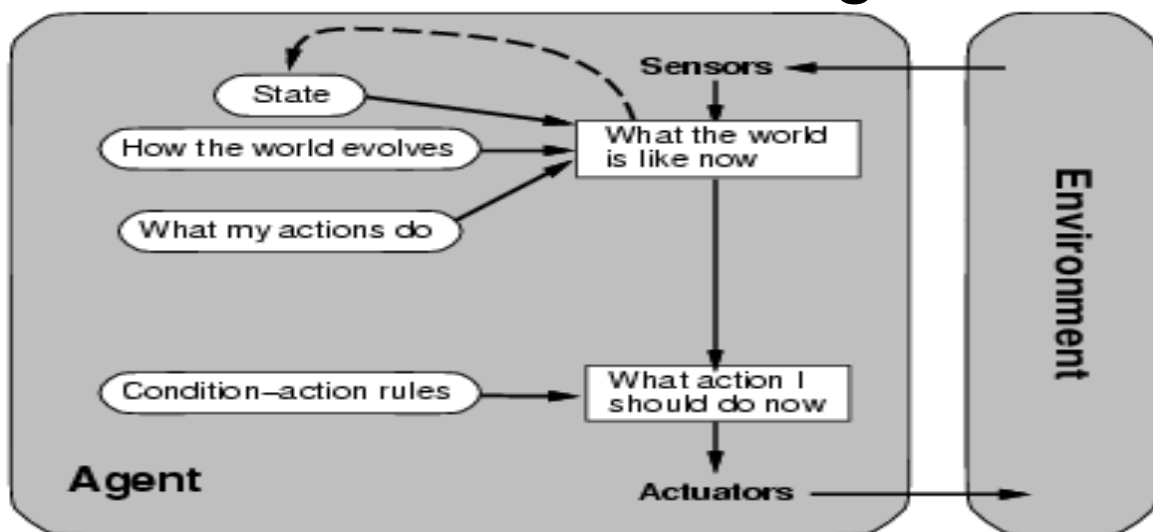 Sensors
State
What the world
is like now
How the world evolves
What my actions do
Environment
Condition–action rules
What action I
should do now
Agent
Actuators